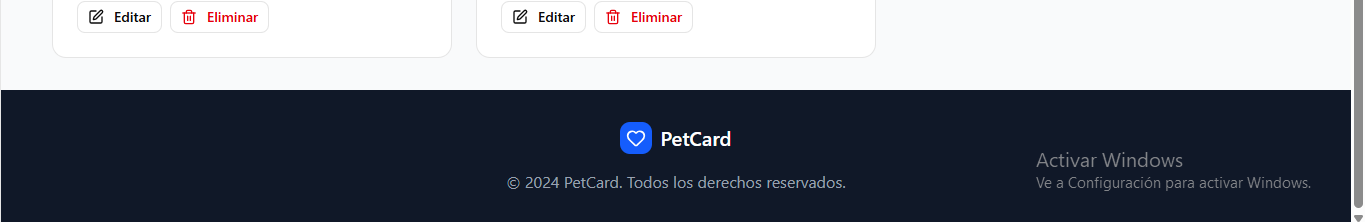 Editar Eliminar Editar Eliminar
PetCard
© 2024 PetCard. Todos los derechos reservados.
Activar Windows
Ve a Configuración para activar Windows.